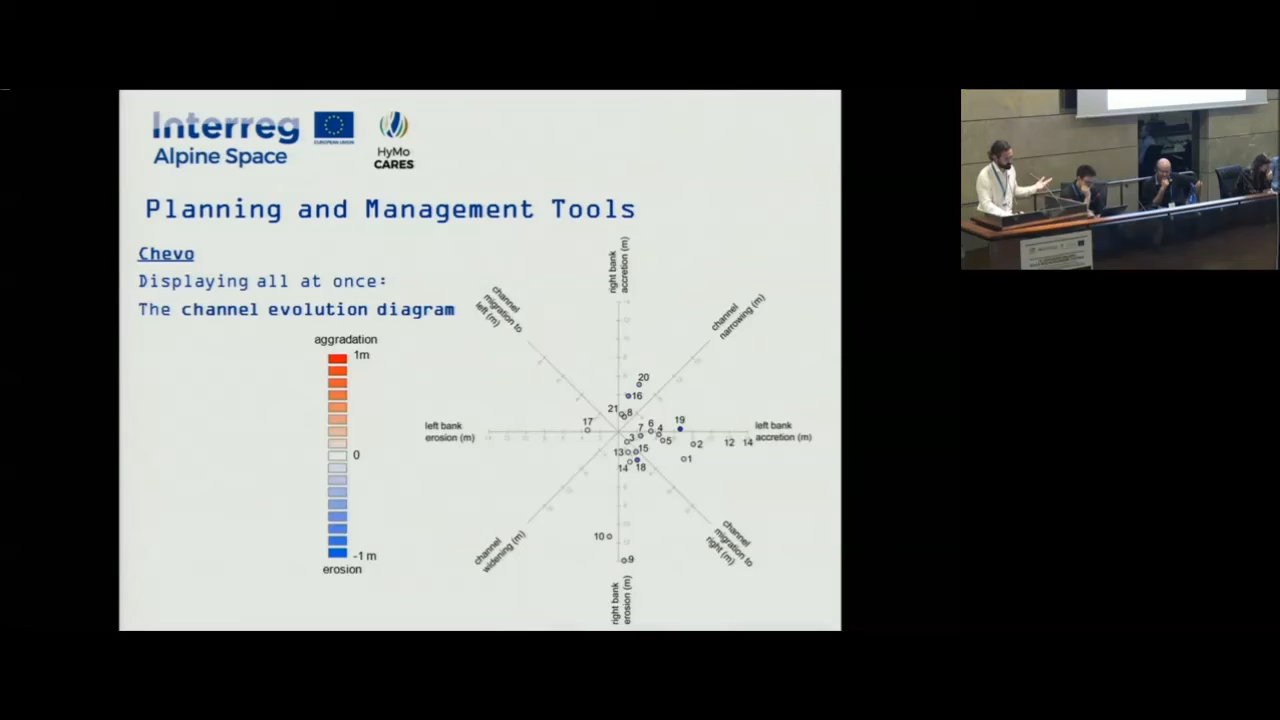 Interreg
EUROPEAN UNION
Alpine Space
HyMo
CARES
Planning and Management Tools
Chevo
Displaying all at once:
The channel evolution diagram
aggradation
1m
0
-1 m
erosion
right bank
accretion (m)
channel
migration to
left (m)
channel
narrowing (m)
left bank
erosion (m)
left bank
accretion (m)
channel
widening (m)
channel
migration to
right (m)
right bank
erosion (m)
20
16
21
8
17
19
6
4
7
3
5
2
12
14
15
13
1
14
18
10
9